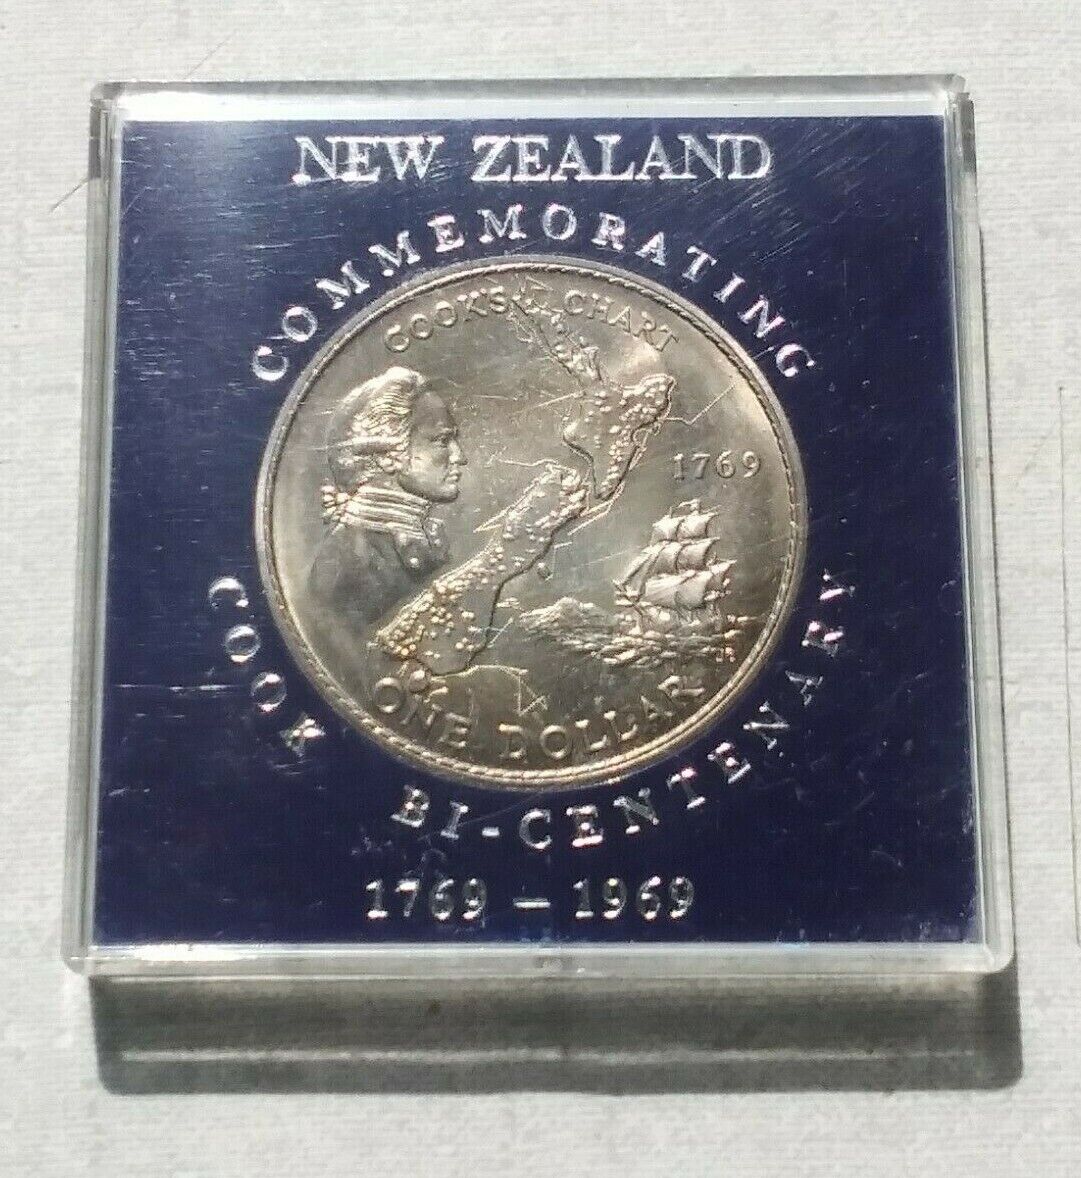 NEW ZEALAND
COMMEMORATING
COOK'S CHART
1769
ONE DOLLAR
COOK BI-CENTENARY
1769 – 1969